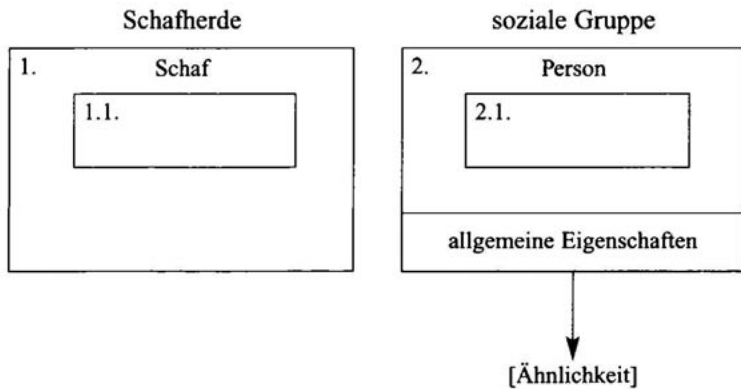 Schafherde
soziale Gruppe
1. Schaf
1.1.
2. Person
2.1.
allgemeine Eigenschaften
[Ähnlichkeit]